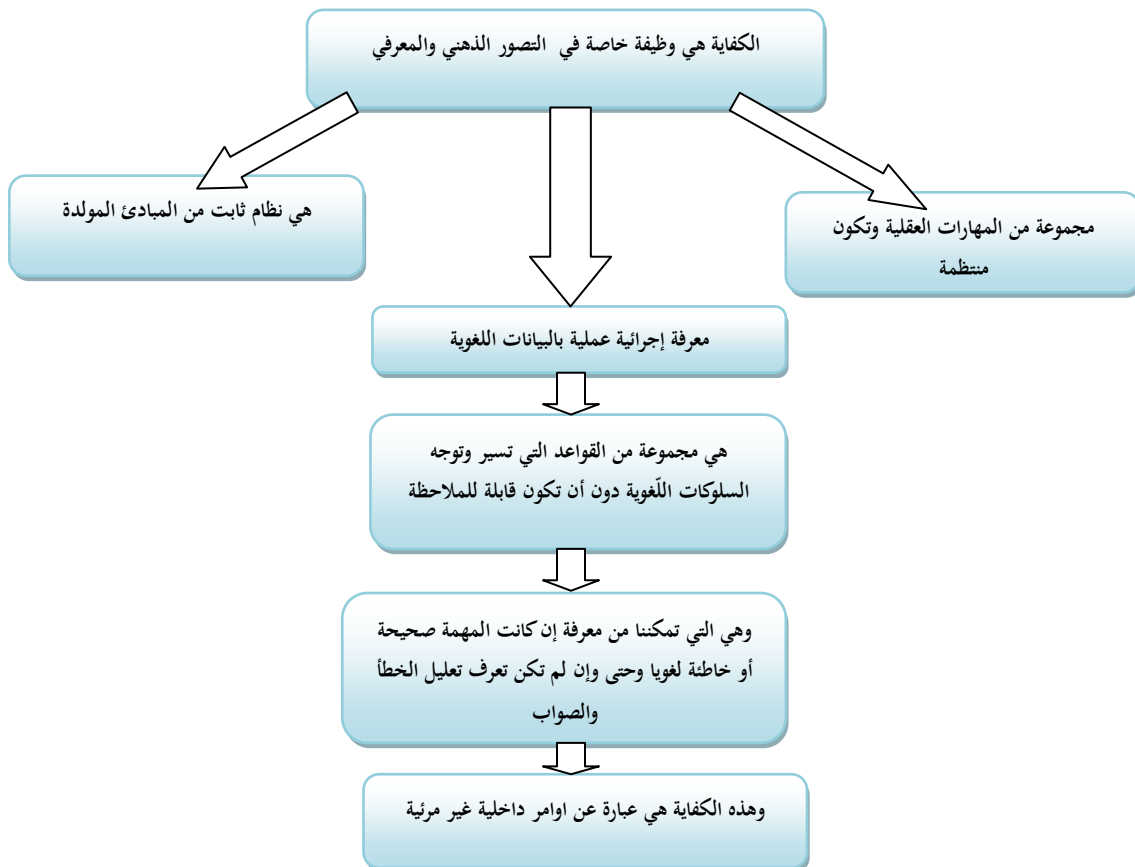 الكفاية هي وظيفة خاصة في التصور الذهني والمعرفي
مجموعة من المهارات العقلية وتكون
منتظمة
هي نظام ثابت من المبادئ المولدة
معرفة إجرائية عملية بالبيانات اللغوية
هي مجموعة من القواعد التي تسير وتوجه
السلوكات اللّغوية دون أن تكون قابلة للملاحظة
وهي التي تمكننا من معرفة إن كانت المهمة صحيحة
أو خاطئة لغويا وحتى وإن لم تكن تعرف تعليل الخطأ
والصواب
وهذه الكفاية هي عبارة عن اوامر داخلية غير مرئية